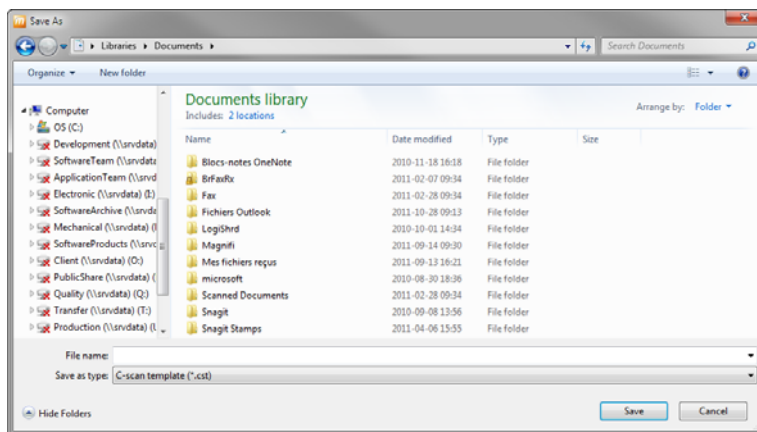 Save As
Libraries ▸ Documents ▸
Search Documents
Organize
New folder
Computer
OS (C:)
Development (\\srvdata)
SoftwareTeam (\\srvdata
ApplicationTeam (\\srvd
Electronic (\\srvdata) (I:)
SoftwareArchive (\\srvda
Mechanical (\\srvdata) (
SoftwareProducts (\\srvc
Client (\\srvdata) (O:)
PublicShare (\\srvdata) (
Quality (\\srvdata) (Q:)
Transfer (\\srvdata) (T:)
Production (\\srvdata) (U
Documents library
Includes: 2 locations
Arrange by: Folder
Name Date modified Type Size
Blocs-notes OneNote 2010-11-18 16:18 File folder
BrFaxRx 2011-02-07 09:34 File folder
Fax 2011-02-28 09:34 File folder
Fichiers Outlook 2011-10-28 09:13 File folder
LogiShrd 2010-10-01 14:34 File folder
Magnifi 2011-09-14 09:30 File folder
Mes fichiers reçus 2011-09-13 16:21 File folder
microsoft 2010-08-30 18:36 File folder
Scanned Documents 2011-02-28 09:34 File folder
Snagit 2010-09-08 13:56 File folder
Snagit Stamps 2011-04-06 15:55 File folder
File name:
Save as type: C-scan template (*.cst)
Hide Folders
Save
Cancel